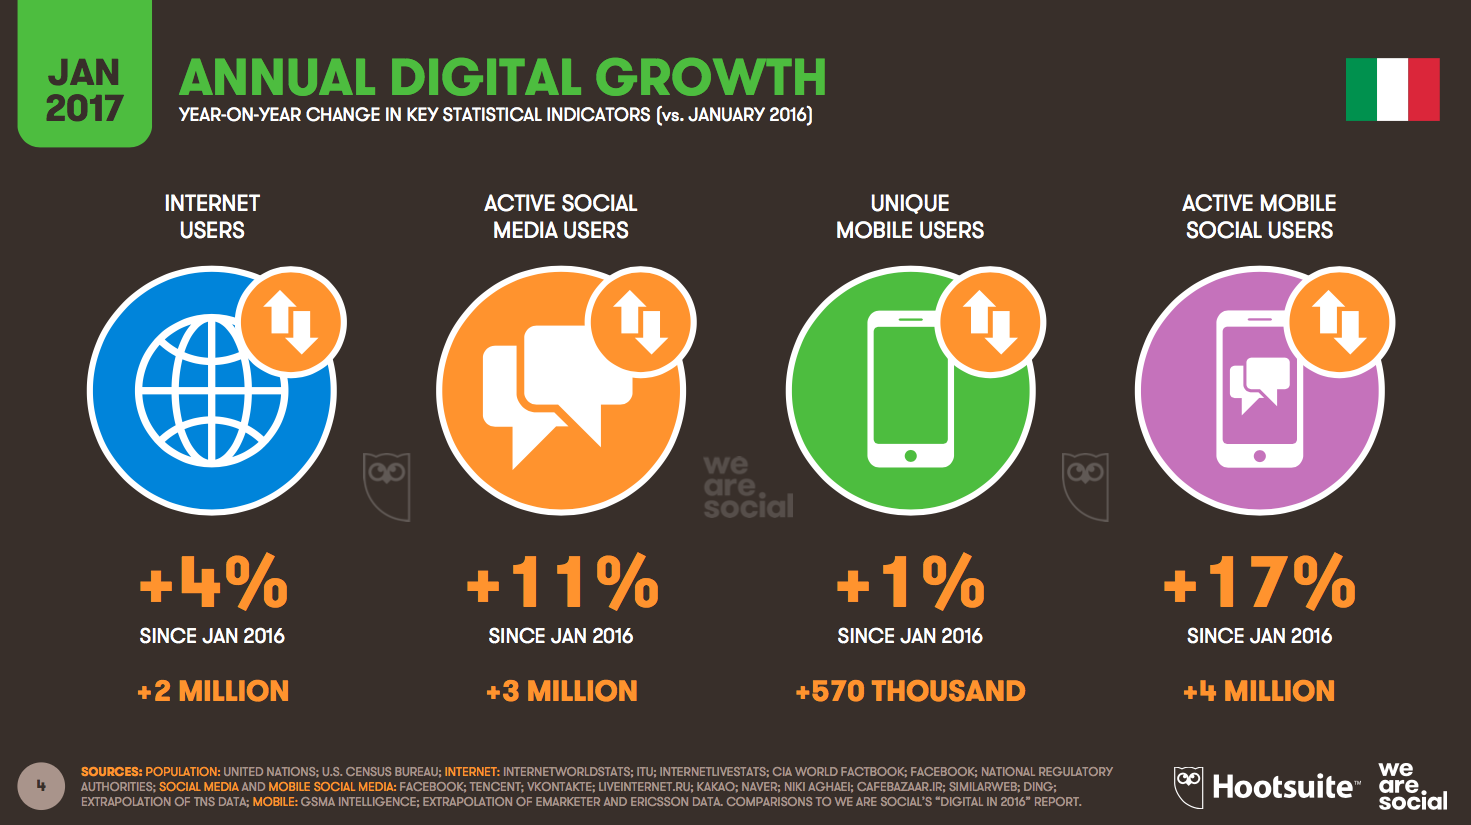 JAN
2017
ANNUAL DIGITAL GROWTH
YEAR-ON-YEAR CHANGE IN KEY STATISTICAL INDICATORS (vs. JANUARY 2016)
INTERNET
USERS
ACTIVE SOCIAL
MEDIA USERS
UNIQUE
MOBILE USERS
ACTIVE MOBILE
SOCIAL USERS
we
are
social
+4%
SINCE JAN 2016
+2 MILLION
+11%
SINCE JAN 2016
+3 MILLION
+1%
SINCE JAN 2016
+570 THOUSAND
+17%
SINCE JAN 2016
+4 MILLION
4
SOURCES: POPULATION: UNITED NATIONS; U.S. CENSUS BUREAU; INTERNET: INTERNETWORLDSTATS; ITU; INTERNETLIVESTATS; CIA WORLD FACTBOOK; FACEBOOK; NATIONAL REGULATORY
AUTHORITIES; SOCIAL MEDIA AND MOBILE SOCIAL MEDIA: FACEBOOK; TENCENT; VKONTAKTE; LIVEINTERNET.RU; KAKAO; NAVER; NIKI AGHAEI; CAFEBAZAAR.IR; SIMILARWEB; DING;
EXTRAPOLATION OF TNS DATA; MOBILE: GSMA INTELLIGENCE; EXTRAPOLATION OF EMARKETER AND ERICSSON DATA. COMPARISONS TO WE ARE SOCIAL'S “DIGITAL IN 2016” REPORT.
Hootsuite™
we
are
social